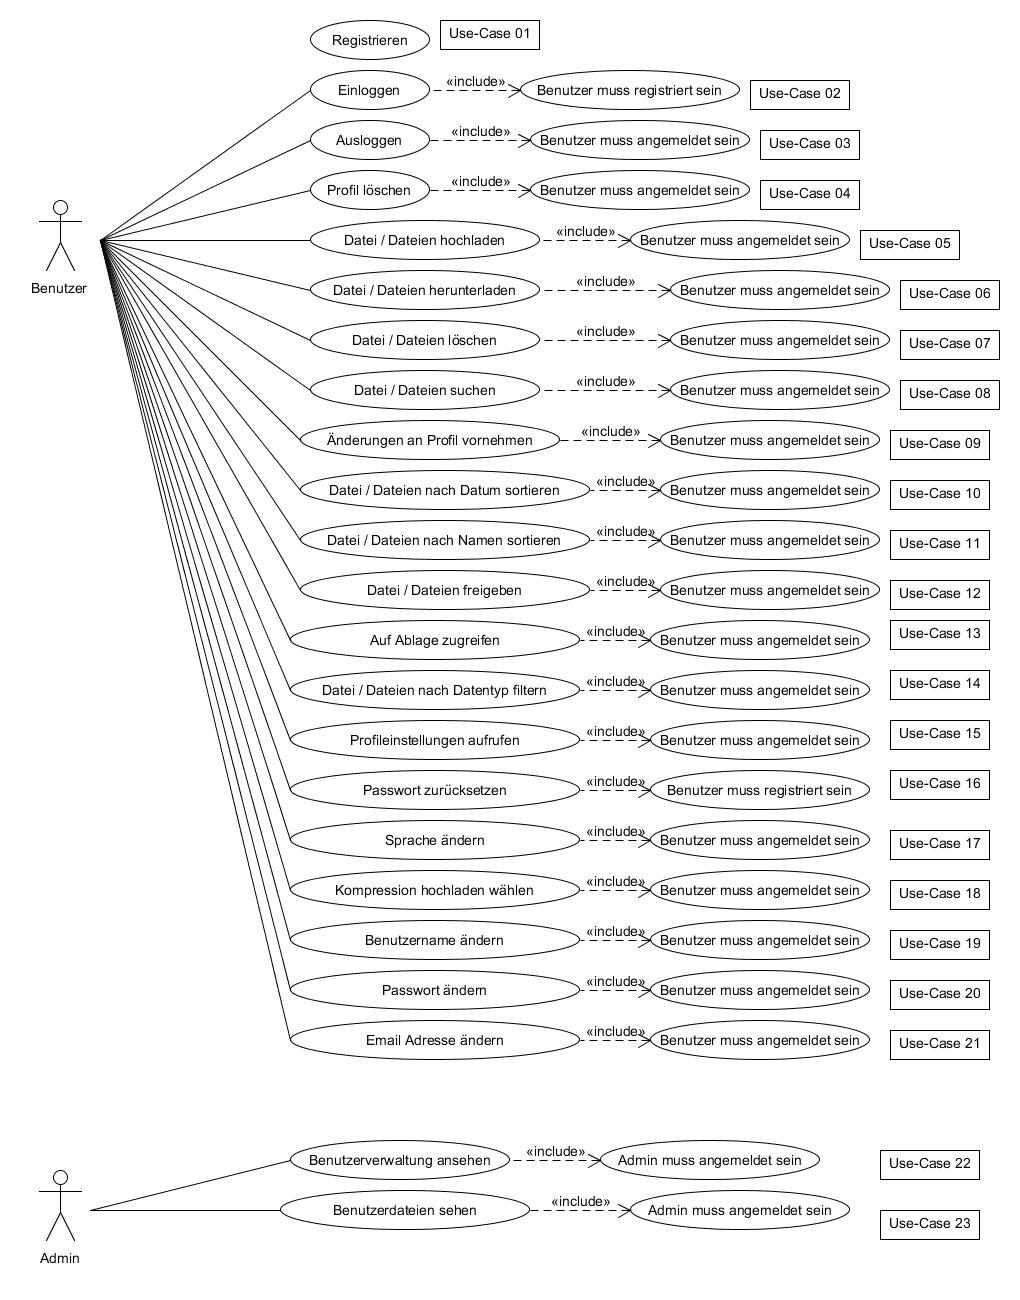 Registrieren Use-Case 01
Einloggen «include» Benutzer muss registriert sein Use-Case 02
Ausloggen «include» Benutzer muss angemeldet sein Use-Case 03
Profil löschen «include» Benutzer muss angemeldet sein Use-Case 04
Datei / Dateien hochladen «include» Benutzer muss angemeldet sein Use-Case 05
Benutzer
Datei / Dateien herunterladen «include» Benutzer muss angemeldet sein Use-Case 06
Datei / Dateien löschen «include» Benutzer muss angemeldet sein Use-Case 07
Datei / Dateien suchen «include» Benutzer muss angemeldet sein Use-Case 08
Änderungen an Profil vornehmen «include» Benutzer muss angemeldet sein Use-Case 09
Datei / Dateien nach Datum sortieren «include» Benutzer muss angemeldet sein Use-Case 10
Datei / Dateien nach Namen sortieren «include» Benutzer muss angemeldet sein Use-Case 11
Datei / Dateien freigeben «include» Benutzer muss angemeldet sein Use-Case 12
Auf Ablage zugreifen «include» Benutzer muss angemeldet sein Use-Case 13
Datei / Dateien nach Datentyp filtern «include» Benutzer muss angemeldet sein Use-Case 14
Profileinstellungen aufrufen «include» Benutzer muss angemeldet sein Use-Case 15
Passwort zurücksetzen «include» Benutzer muss registriert sein Use-Case 16
Sprache ändern «include» Benutzer muss angemeldet sein Use-Case 17
Kompression hochladen wählen «include» Benutzer muss angemeldet sein Use-Case 18
Benutzername ändern «include» Benutzer muss angemeldet sein Use-Case 19
Passwort ändern «include» Benutzer muss angemeldet sein Use-Case 20
Email Adresse ändern «include» Benutzer muss angemeldet sein Use-Case 21
Benutzerverwaltung ansehen «include» Admin muss angemeldet sein Use-Case 22
Benutzerdateien sehen «include» Admin muss angemeldet sein Use-Case 23
Admin